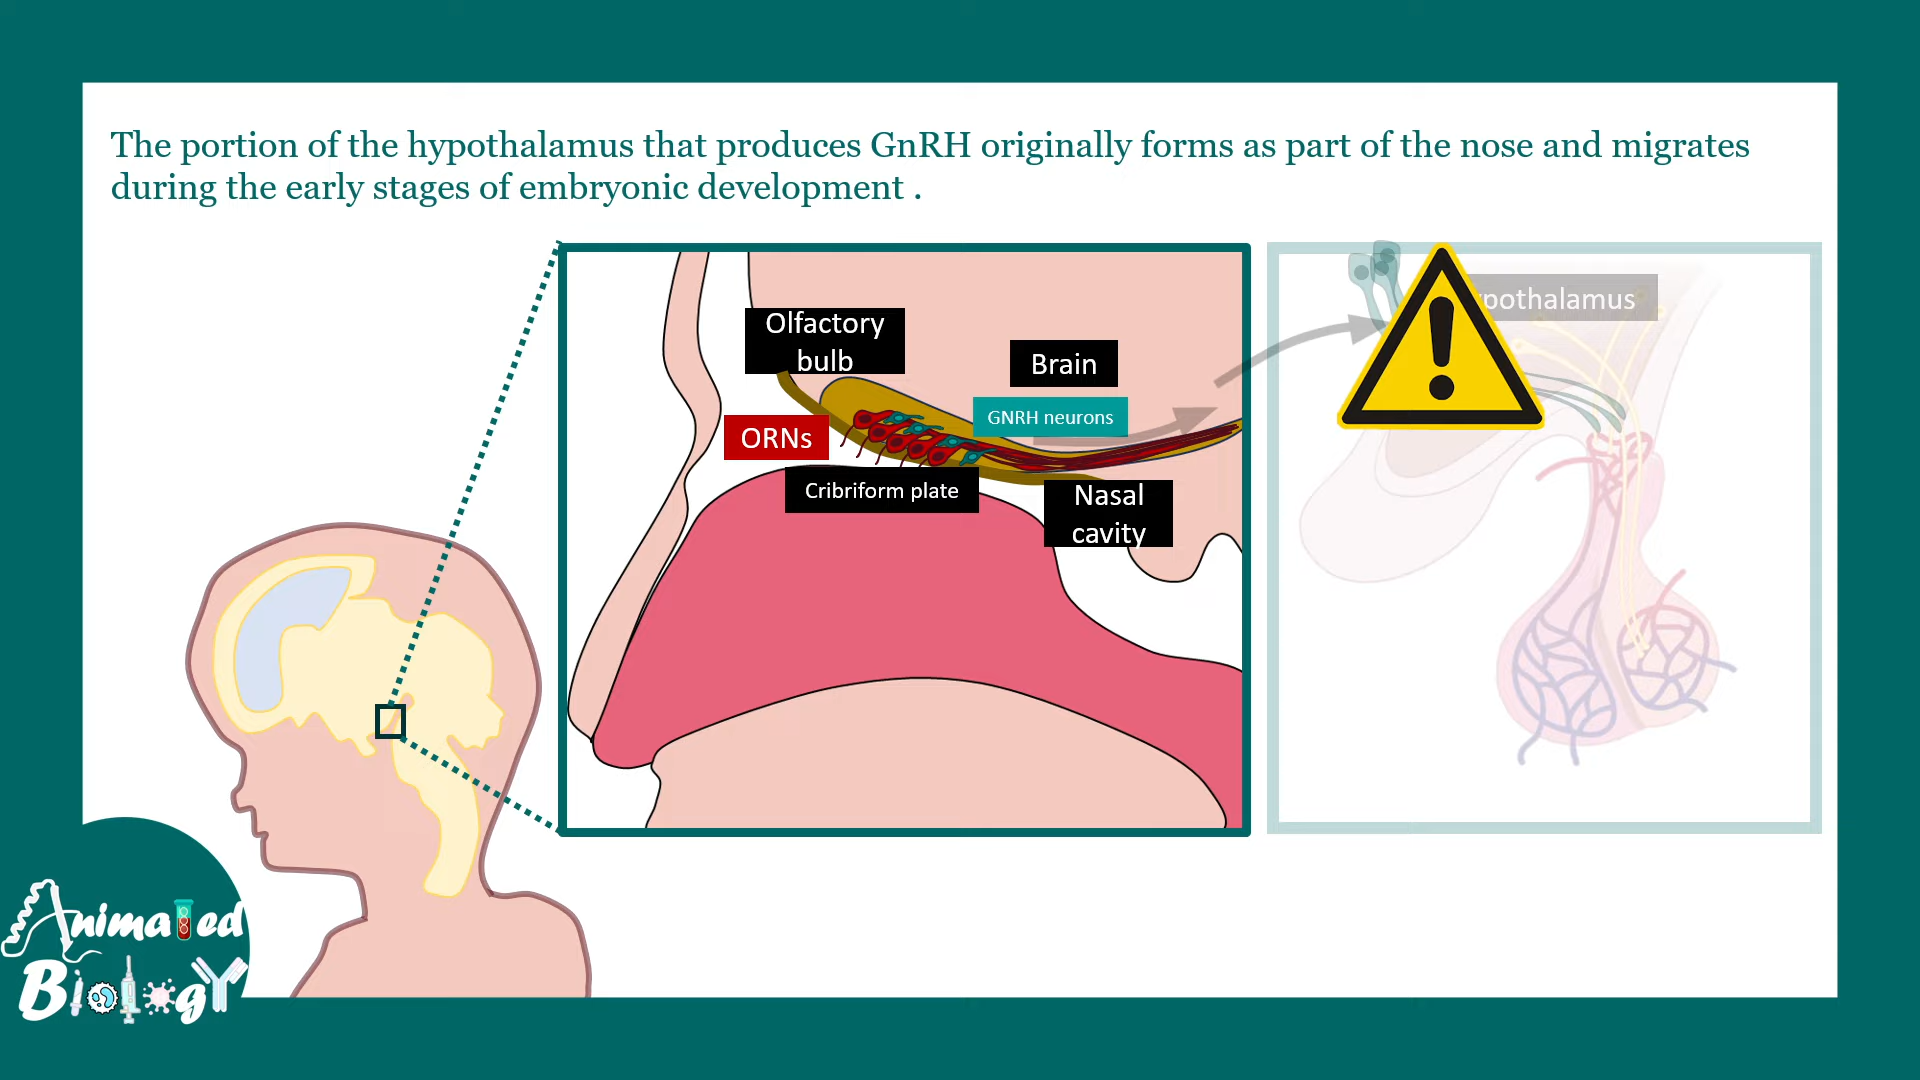 The portion of the hypothalamus that produces GnRH originally forms as part of the nose and migrates
during the early stages of embryonic development .
Olfactory
bulb
Brain
GNRH neurons
ORNs
Cribriform plate
Nasal
cavity
pothalamus
Animated
Biology